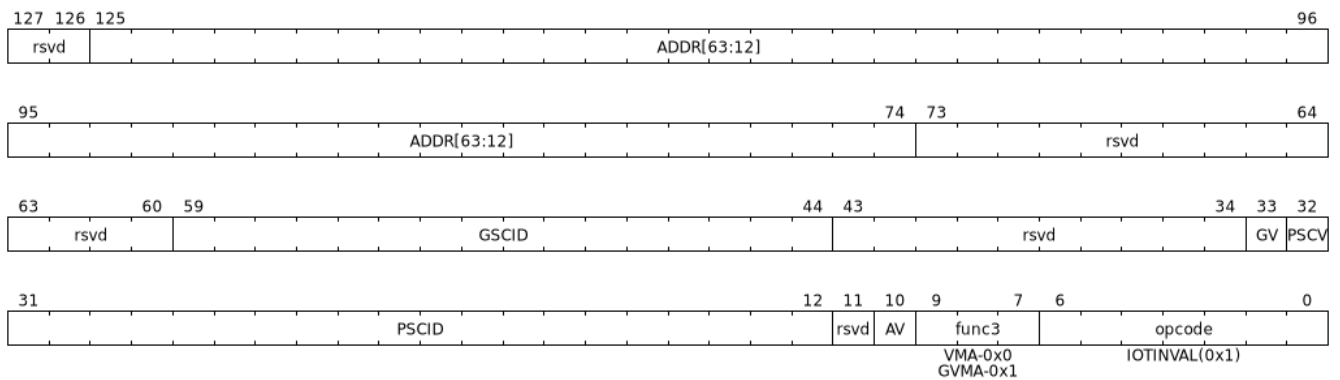 127 126 125 96
rsvd ADDR[63:12]
95 74 73 64
ADDR[63:12] rsvd
63 60 59 44 43 34 33 32
rsvd GSCID rsvd GV PSCV
31 12 11 10 9 7 6 0
PSCID rsvd AV func3 opcode
VMA-0x0 IOTINVAL(0x1)
GVMA-0x1